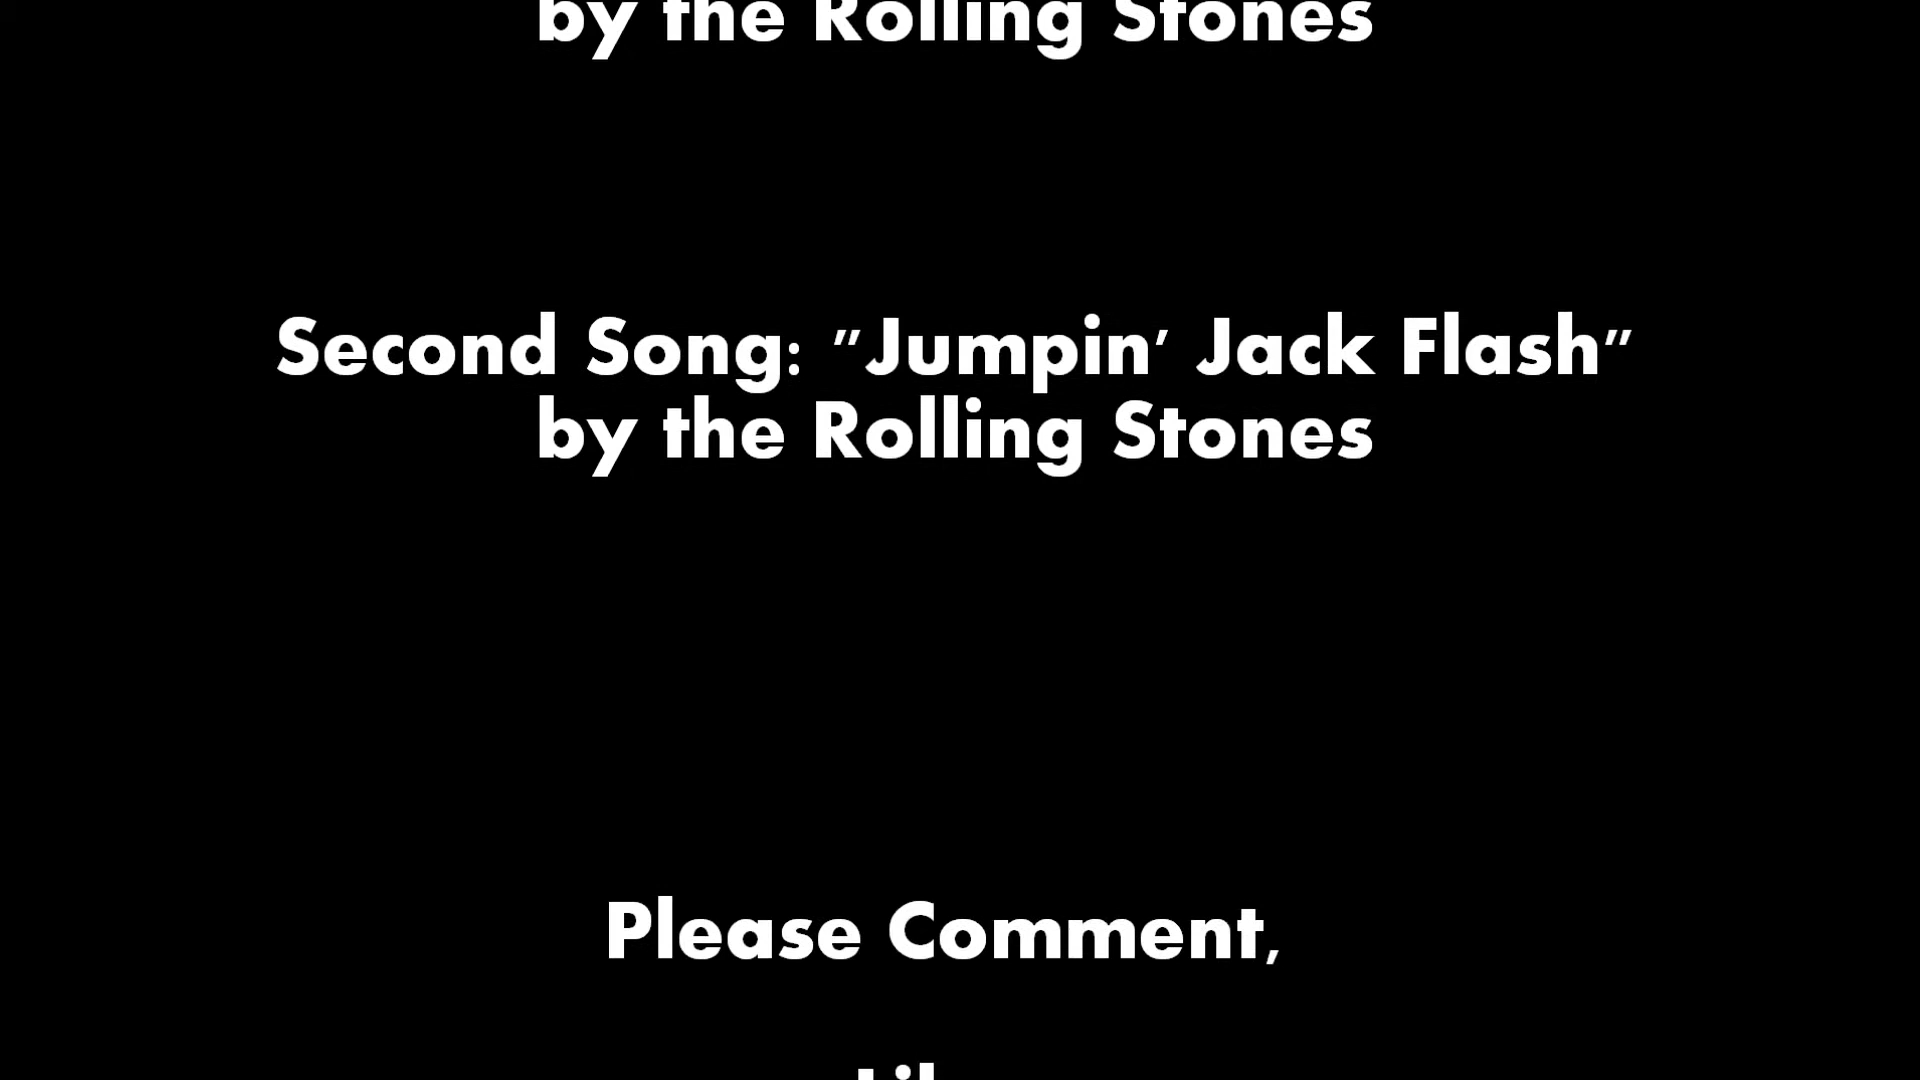 by the Rolling Stones
Second Song: "Jumpin' Jack Flash"
by the Rolling Stones
Please Comment,